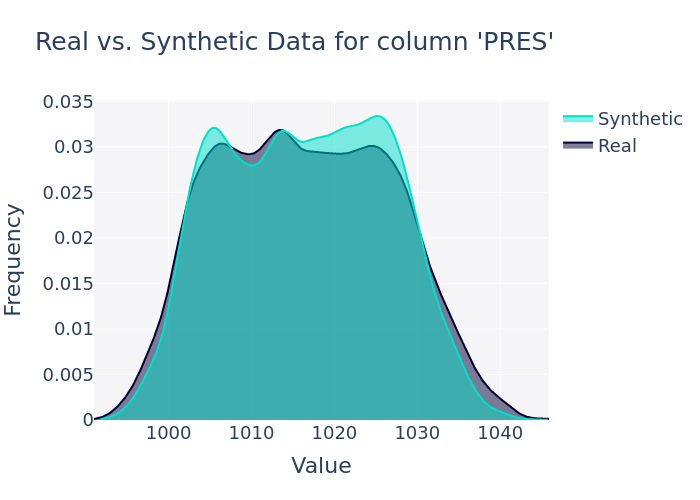 Real vs. Synthetic Data for column 'PRES'
0.035
0.03
0.025
0.02
0.015
0.01
0.005
0
Frequency
1000 1010 1020 1030 1040
Value
Synthetic
Real